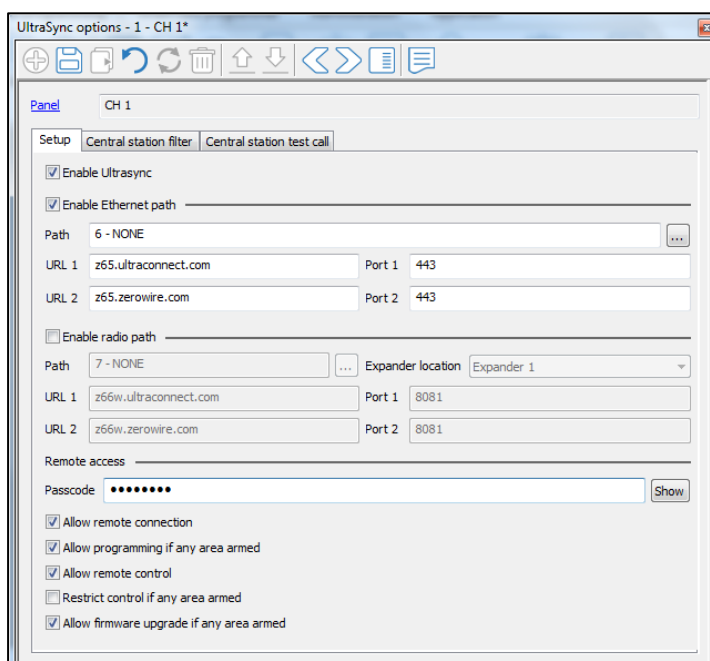 UltraSync options - 1 - CH 1*
Panel CH 1
Setup Central station filter Central station test call
Enable Ultrasync
Enable Ethernet path
Path 6 - NONE ...
URL 1 z65.ultraconnect.com Port 1 443
URL 2 z65.zerowire.com Port 2 443
Enable radio path
Path 7 - NONE ... Expander location Expander 1
URL 1 z66w.ultraconnect.com Port 1 8081
URL 2 z66w.zerowire.com Port 2 8081
Remote access
Passcode •••••••• Show
Allow remote connection
Allow programming if any area armed
Allow remote control
Restrict control if any area armed
Allow firmware upgrade if any area armed